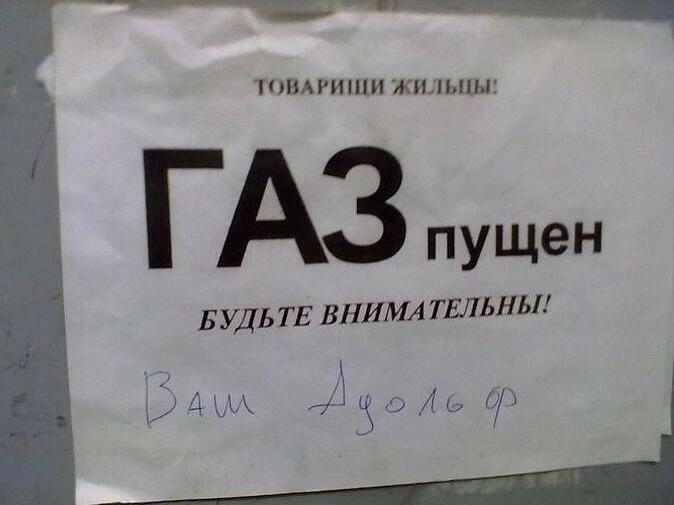 ТОВАРИЩИ ЖИЛЬЦЫ!
ГАЗ пущен
БУДЬТЕ ВНИМАТЕЛЬНЫ!
Ваш Адольф